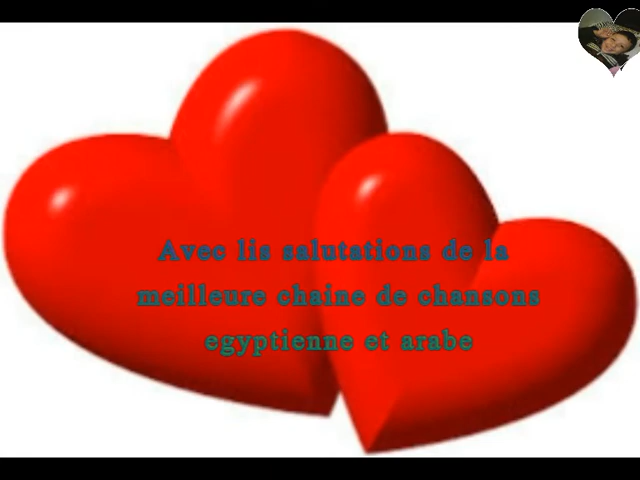 Avec lis salutations de la
meilleure chaine de chansons
egyptienne et arabe